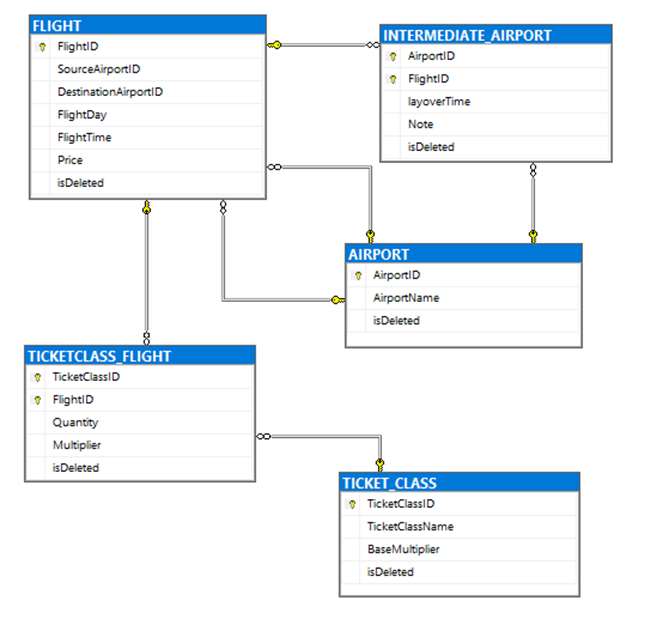 FLIGHT
FlightID
SourceAirportID
DestinationAirportID
FlightDay
FlightTime
Price
isDeleted
INTERMEDIATE_AIRPORT
AirportID
FlightID
layoverTime
Note
isDeleted
AIRPORT
AirportID
AirportName
isDeleted
TICKETCLASS_FLIGHT
TicketClassID
FlightID
Quantity
Multiplier
isDeleted
TICKET_CLASS
TicketClassID
TicketClassName
BaseMultiplier
isDeleted